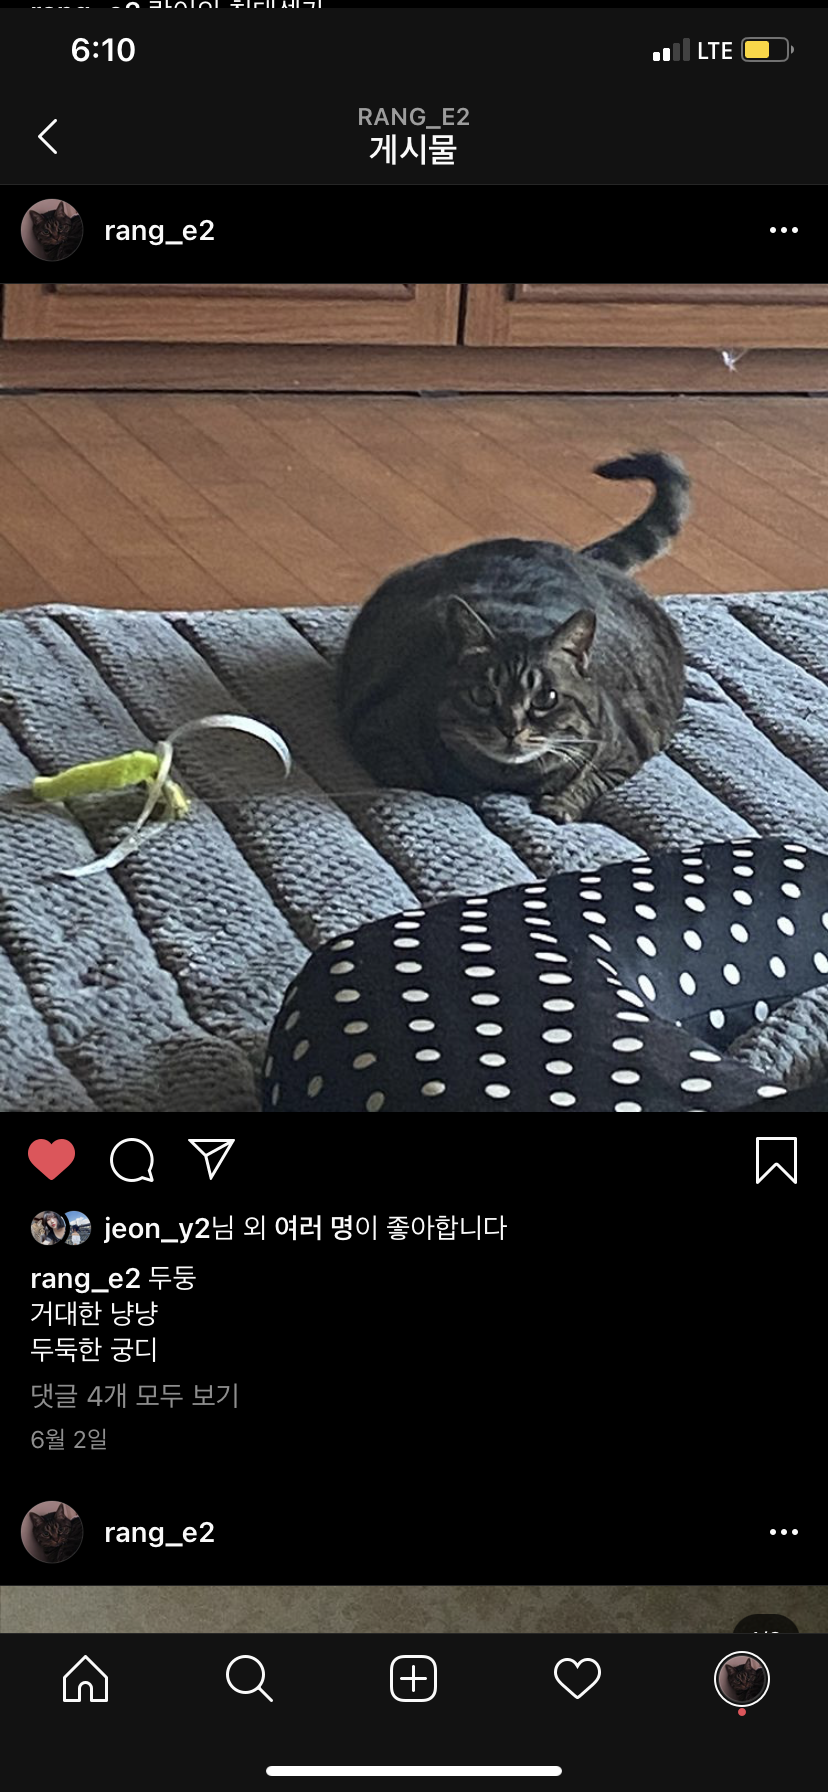 6:10
LTE
RANG_E2
게시물
rang_e2
jeon_y2님 외 여러 명이 좋아합니다
rang_e2 두둥
거대한 냥냥
두둑한 궁디
댓글 4개 모두 보기
6월 2일
rang_e2